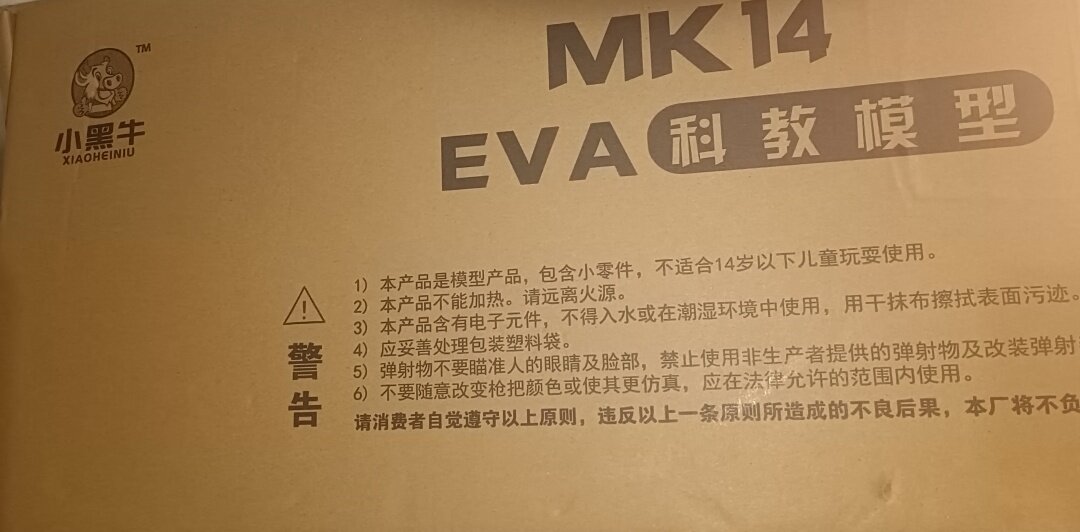 MK14
TM
小黑牛
XIAOHEINIU
EVA 科教模型
警告
1) 本产品是模型产品，包含小零件，不适合14岁以下儿童玩耍使用。
2) 本产品不能加热。请远离火源。
3) 本产品含有电子元件，不得入水或在潮湿环境中使用，用干抹布擦拭表面污迹。
4) 应妥善处理包装塑料袋。
5) 弹射物不要瞄准人的眼睛及脸部，禁止使用非生产者提供的弹射物及改装弹射
6) 不要随意改变枪把颜色或使其更仿真，应在法律允许的范围内使用。
请消费者自觉遵守以上原则，违反以上一条原则所造成的不良后果，本厂将不负